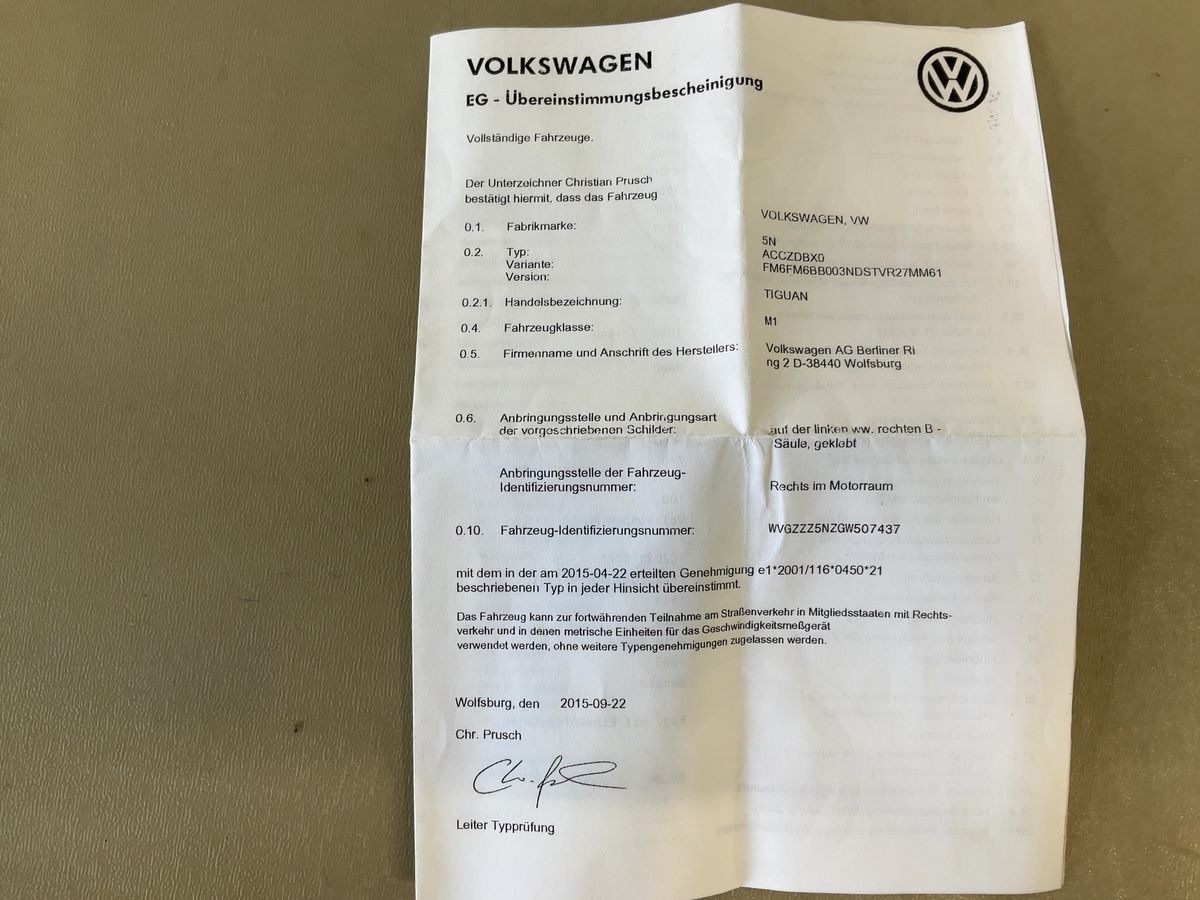 VOLKSWAGEN
EG - Übereinstimmungsbescheinigung
Vollständige Fahrzeuge.
Der Unterzeichner Christian Prusch
bestätigt hiermit, dass das Fahrzeug
0.1. Fabrikmarke: VOLKSWAGEN, VW
0.2. Typ: 5N
Variante: ACCZDBX0
Version: FM6FM6BB003NDSTVR27MM61
0.2.1. Handelsbezeichnung: TIGUAN
0.4. Fahrzeugklasse: M1
0.5. Firmenname und Anschrift des Herstellers: Volkswagen AG Berliner Ri
ng 2 D-38440 Wolfsburg
0.6. Anbringungsstelle und Anbringungsart
der vorgeschriebenen Schilder: auf der linken ww. rechten B -
Säule, geklebt
Anbringungsstelle der Fahrzeug-
Identifizierungsnummer: Rechts im Motorraum
0.10. Fahrzeug-Identifizierungsnummer: WVGZZZ5NZGW507437
mit dem in der am 2015-04-22 erteilten Genehmigung e1*2001/116*0450*21
beschriebenen Typ in jeder Hinsicht übereinstimmt.
Das Fahrzeug kann zur fortwährenden Teilnahme am Straßenverkehr in Mitgliedsstaaten mit Rechts-
verkehr und in denen metrische Einheiten für das Geschwindigkeitsmeßgerät
verwendet werden, ohne weitere Typengenehmigungen zugelassen werden.
Wolfsburg, den 2015-09-22
Chr. Prusch
Leiter Typprüfung